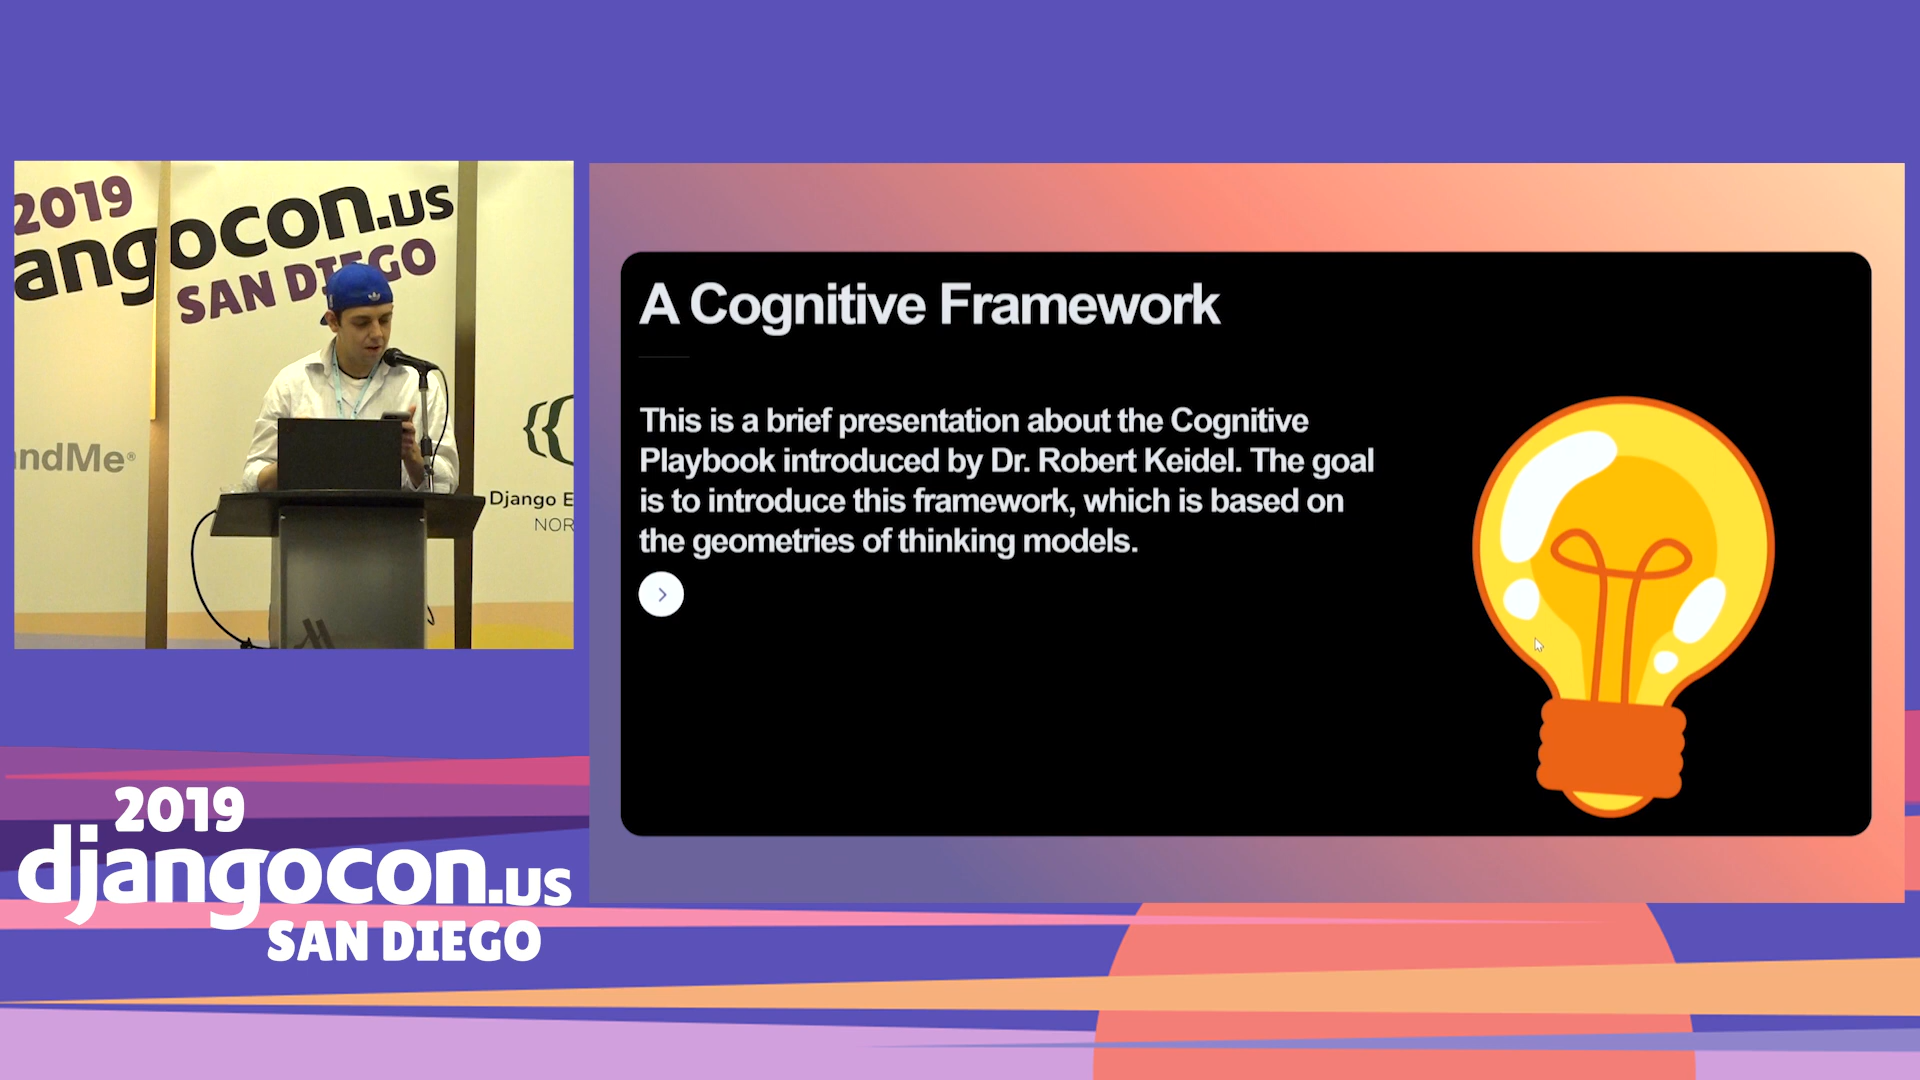 2019
angocon.us
SAN DIEGO
ndMe®
Django E
NOR
A Cognitive Framework
This is a brief presentation about the Cognitive
Playbook introduced by Dr. Robert Keidel. The goal
is to introduce this framework, which is based on
the geometries of thinking models.
2019
djangocon.us
SAN DIEGO